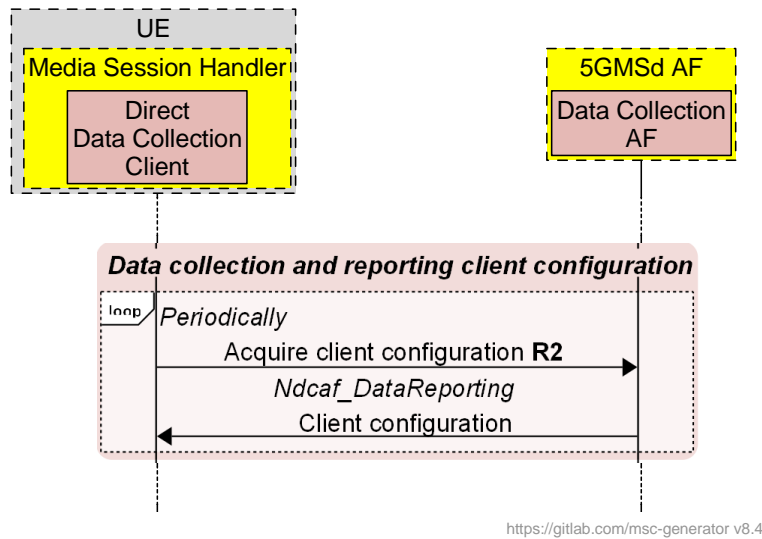 UE
Media Session Handler
Direct
Data Collection
Client
5GMSd AF
Data Collection
AF
Data collection and reporting client configuration
loop
Periodically
Acquire client configuration R2
Ndcaf_DataReporting
Client configuration
https://gitlab.com/msc-generator v8.4